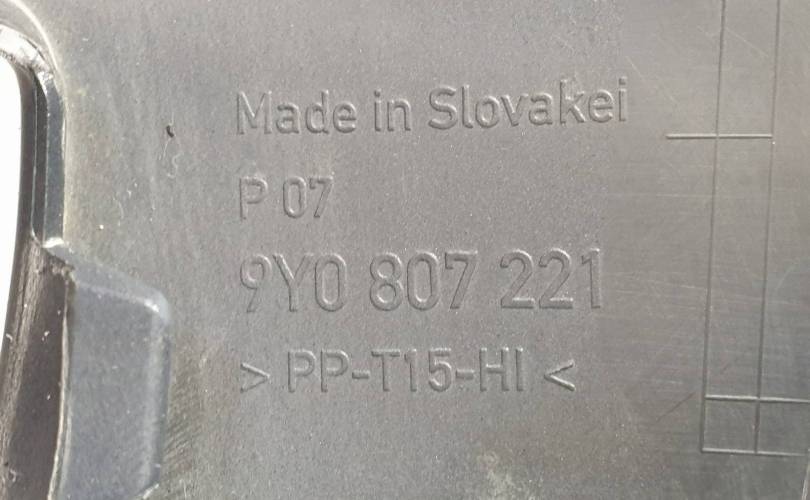 Made in Slovakei
P 07
9Y0 807 221
> PP-T15-HI <